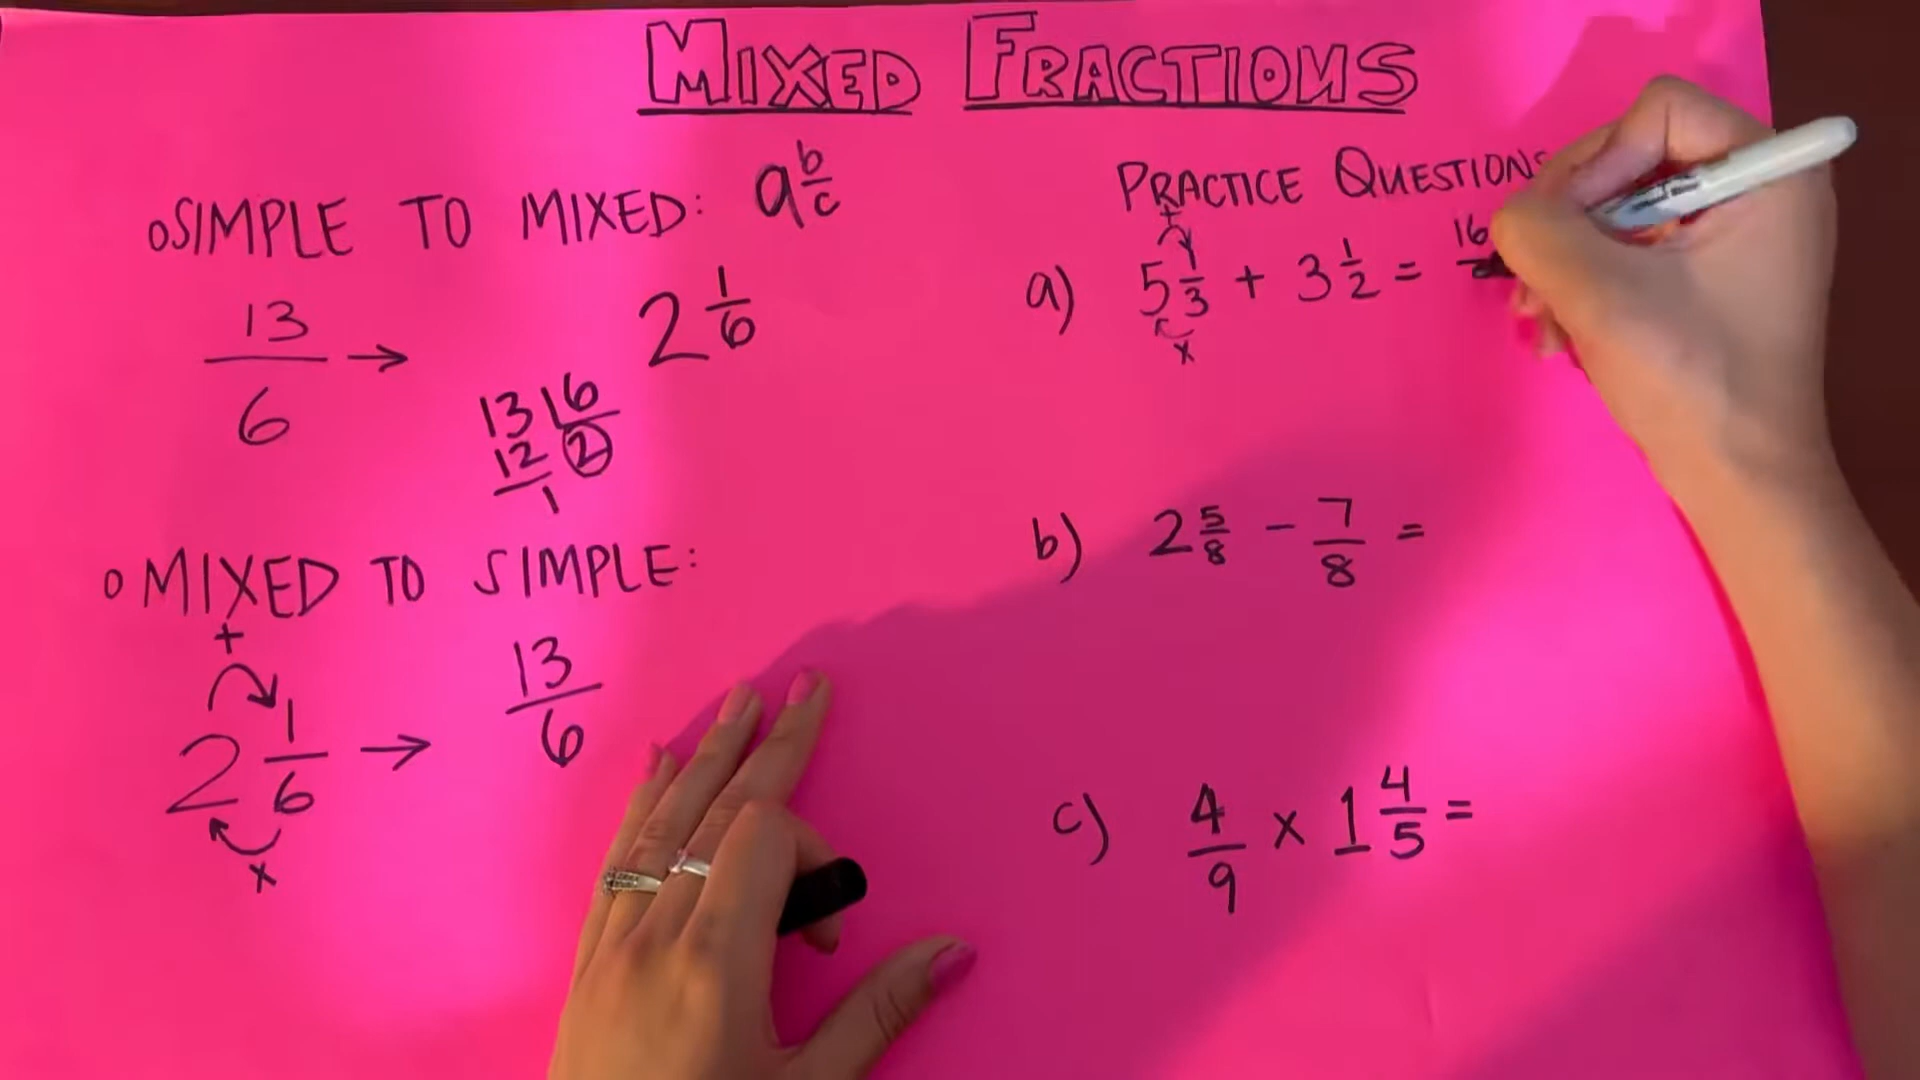 MIXED FRACTIONS
o SIMPLE TO MIXED: a b/c
13/6 → 2 1/6
13 | 6
12 2
1
o MIXED TO SIMPLE:
+
2 1/6 → 13/6
x
PRACTICE QUESTIONS
+
a) 5 1/3 + 3 1/2 = 16
x
b) 2 5/8 - 7/8 =
c) 4/9 x 1 4/5 =